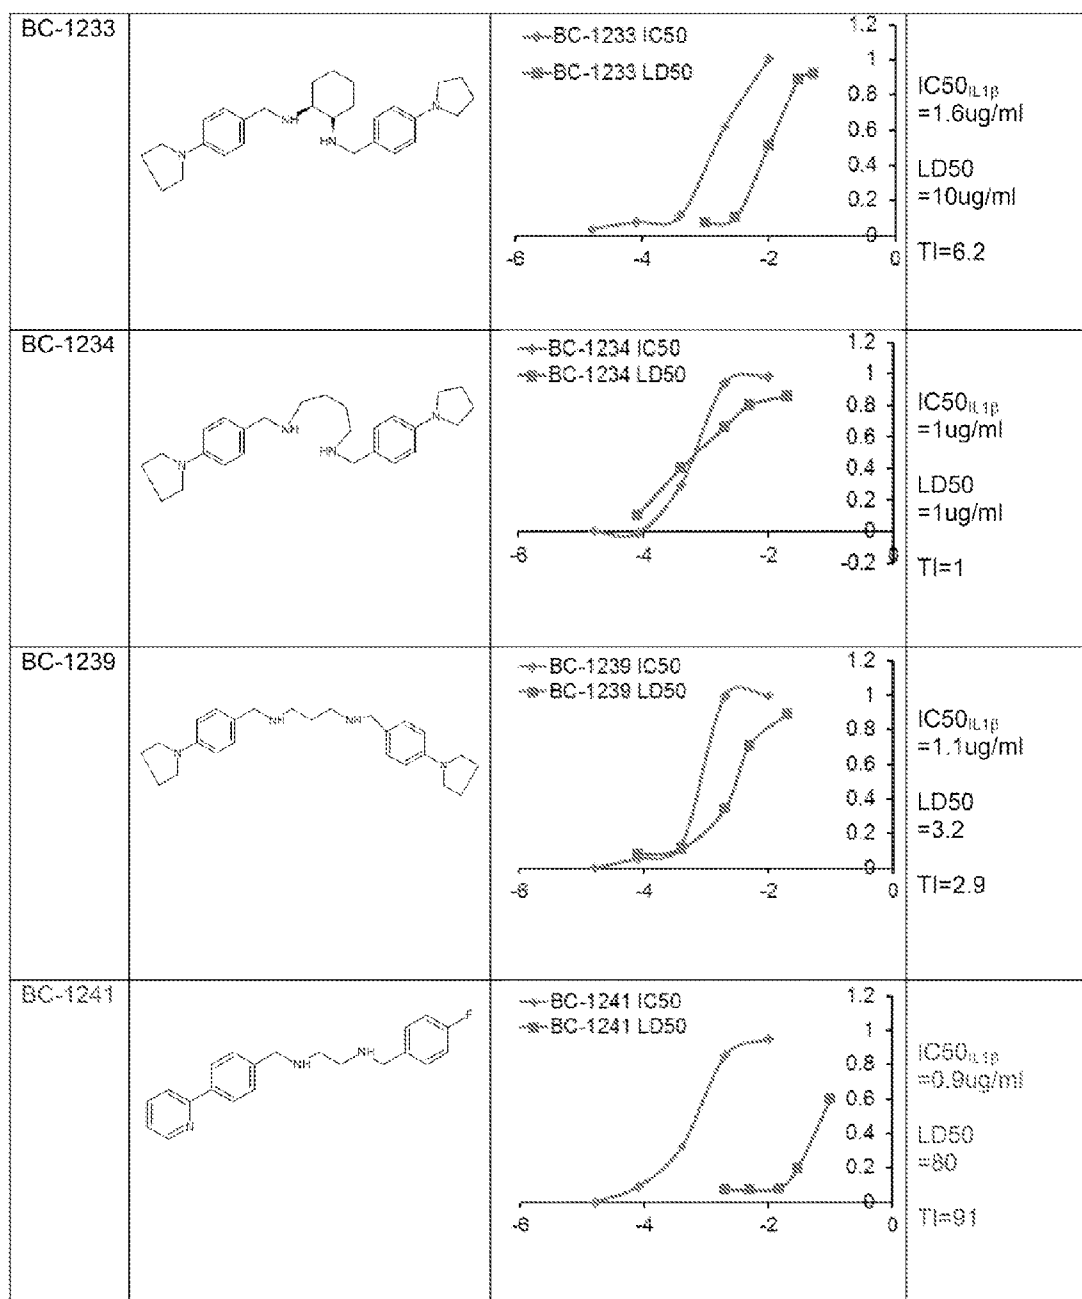 BC-1233
BC-1233 IC50
BC-1233 LD50
1.2
1
0.8
0.6
0.4
0.2
0
-6
-4
-2
0
IC50IL1β
=1.6ug/ml
LD50
=10ug/ml
TI=6.2
N
NH
HN
N
BC-1234
BC-1234 IC50
BC-1234 LD50
1.2
1
0.8
0.6
0.4
0.2
0
-0.2
-6
-4
-2
0
IC50IL1β
=1ug/ml
LD50
=1ug/ml
TI=1
N
NH
HN
N
BC-1239
BC-1239 IC50
BC-1239 LD50
1.2
1
0.8
0.6
0.4
0.2
0
-6
-4
-2
0
IC50IL1β
=1.1ug/ml
LD50
=3.2
TI=2.9
N
NH
NH
N
BC-1241
BC-1241 IC50
BC-1241 LD50
1.2
1
0.8
0.6
0.4
0.2
0
-6
-4
-2
0
IC50IL1β
=0.9ug/ml
LD50
TI=91
F
NH
NH
N